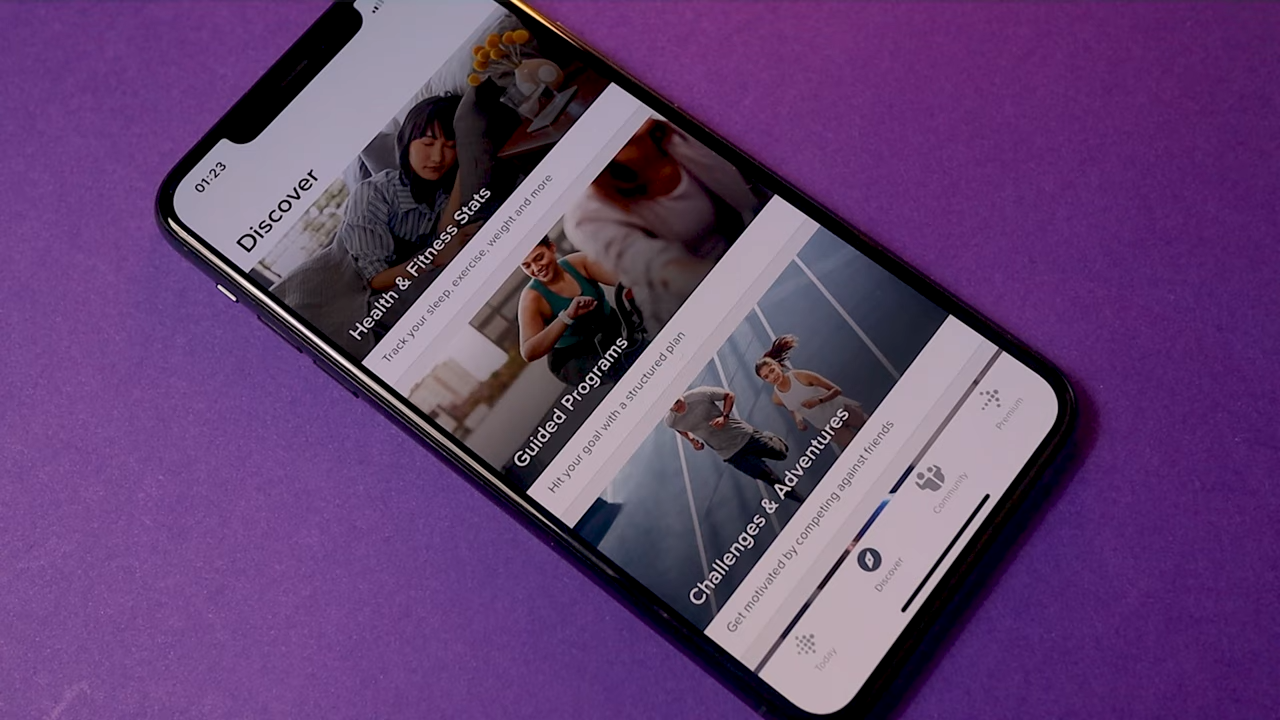 01:23
Discover
Health & Fitness Stats
Track your sleep, exercise, weight and more
Guided Programs
Hit your goal with a structured plan
Challenges & Adventures
Get motivated by competing against friends
Today
Discover
Community
Premium